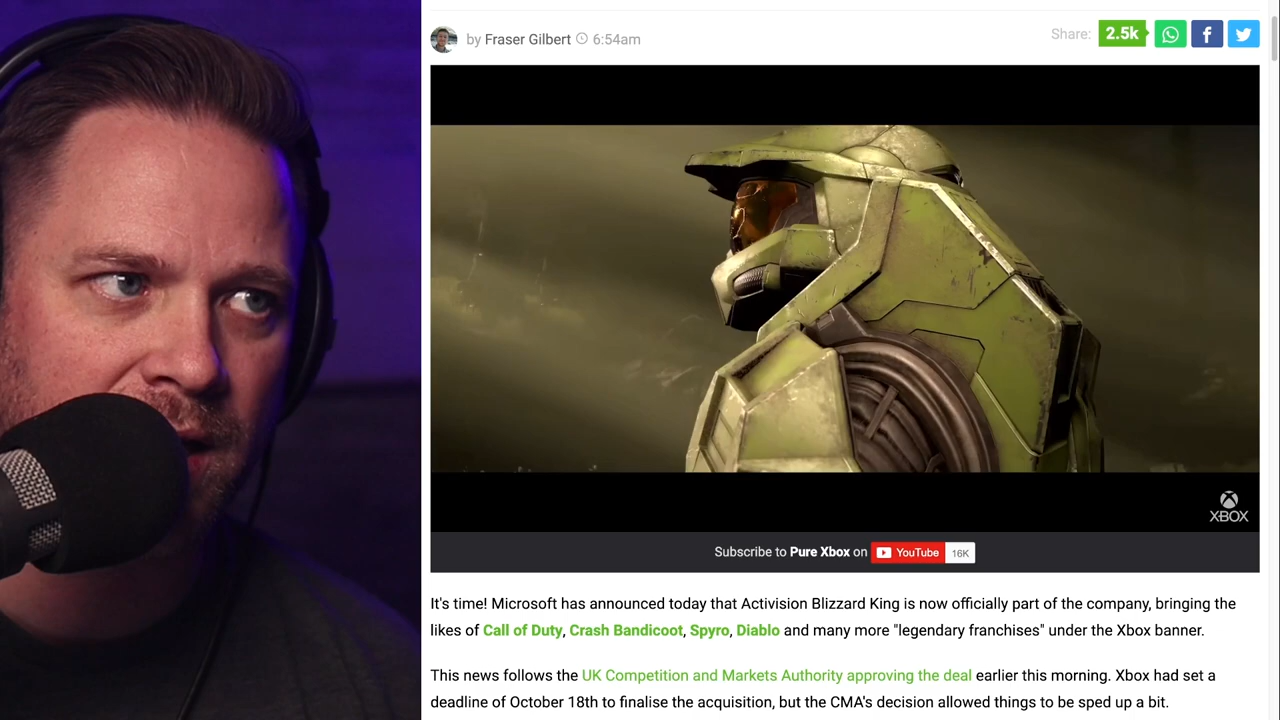 by Fraser Gilbert 6:54am
Share: 2.5k
XBOX
Subscribe to Pure Xbox on YouTube 16K
It's time! Microsoft has announced today that Activision Blizzard King is now officially part of the company, bringing the
likes of Call of Duty, Crash Bandicoot, Spyro, Diablo and many more "legendary franchises" under the Xbox banner.
This news follows the UK Competition and Markets Authority approving the deal earlier this morning. Xbox had set a
deadline of October 18th to finalise the acquisition, but the CMA's decision allowed things to be sped up a bit.